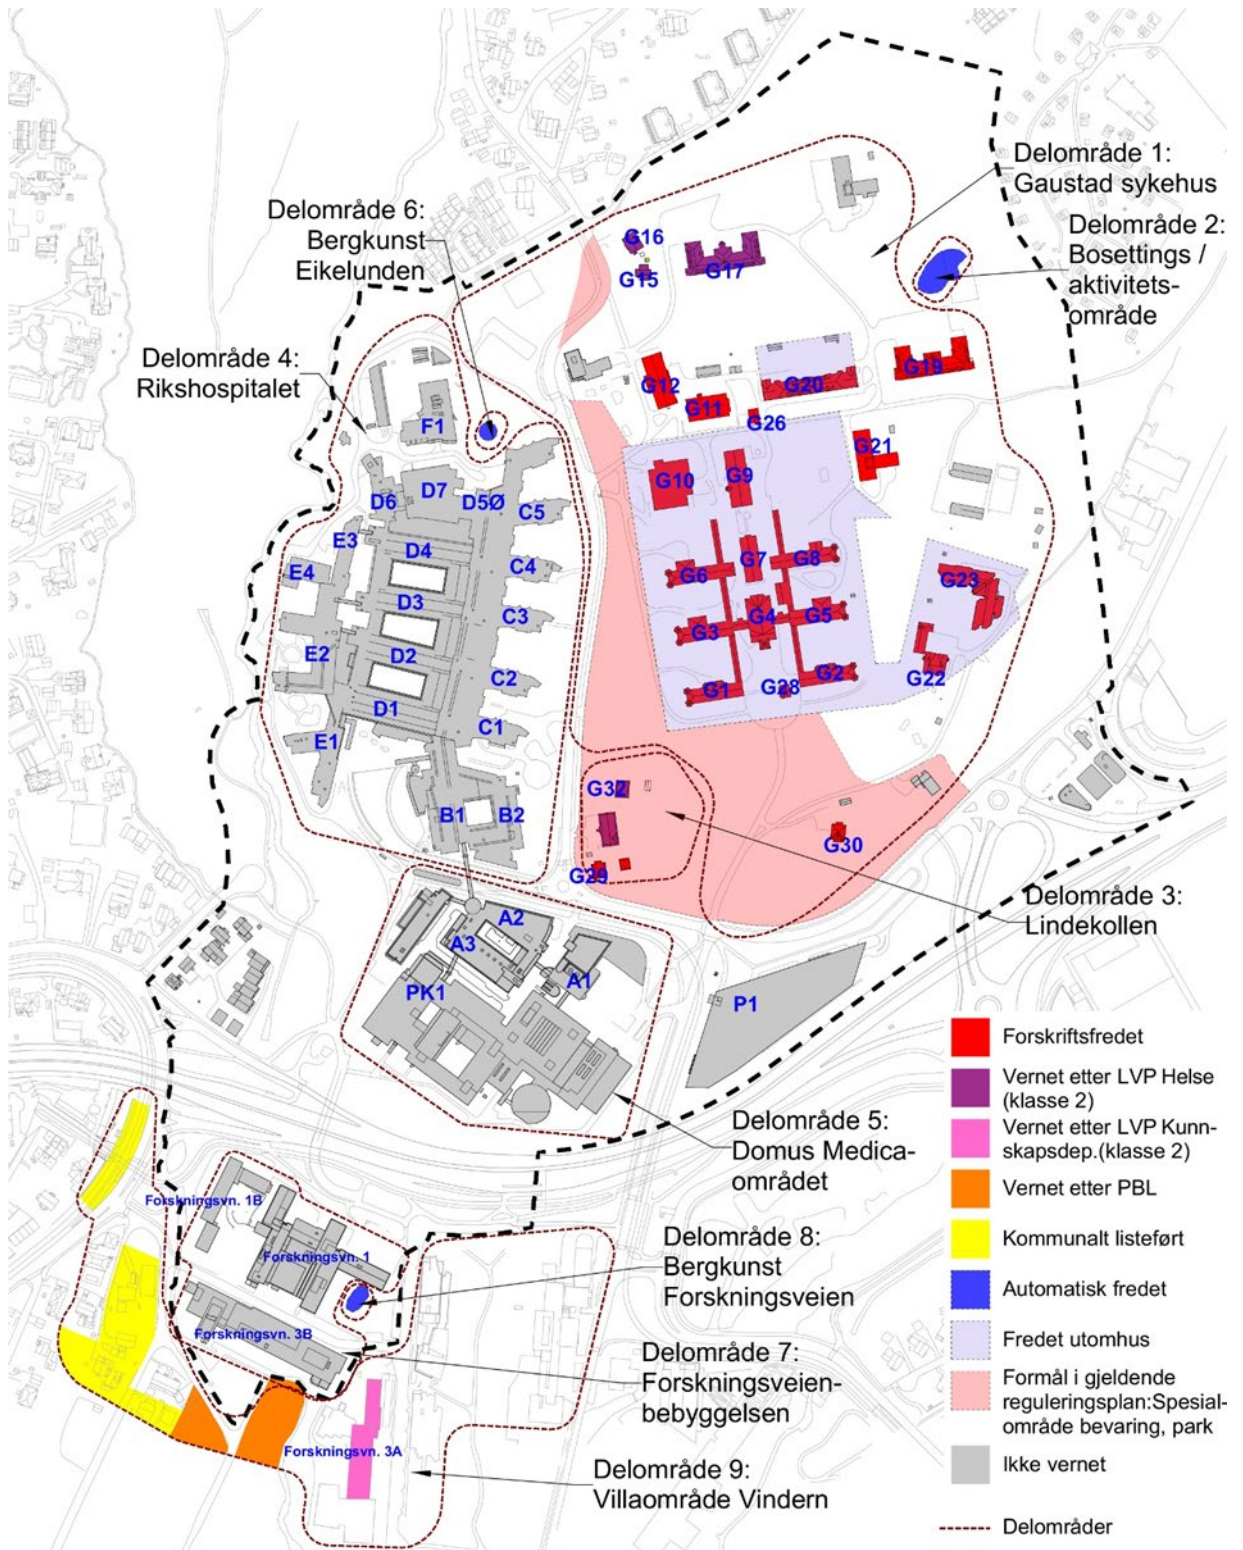 Delområde 1:
Gaustad sykehus
Delområde 2:
Bosettings /
aktivitets-
område
Delområde 6:
Bergkunst
Eikelunden
Delområde 4:
Rikshospitalet
G16
G15
G17
G12
G11
G20
G26
G19
G21
F1
G10
G9
D6
D7
D5Ø
C5
E3
D4
E4
C4
G6
G7
G8
G23
D3
C3
G3
G4
G5
E2
D2
C2
G1
G28
G2
G22
D1
C1
E1
G32
B1
B2
G30
G29
Delområde 3:
Lindekollen
A2
A3
A1
PK1
P1
Delområde 5:
Domus Medica-
området
Forskningsvn. 1B
Forskningsvn. 1
Delområde 8:
Bergkunst
Forskningsveien
Forskningsvn. 3B
Delområde 7:
Forskningsveien-
bebyggelsen
Forskningsvn. 3A
Delområde 9:
Villaområde Vindern
Forskriftsfredet
Vernet etter LVP Helse
(klasse 2)
Vernet etter LVP Kunn-
skapsdep.(klasse 2)
Vernet etter PBL
Kommunalt listeført
Automatisk fredet
Fredet utomhus
Formål i gjeldende
reguleringsplan:Spesial-
område bevaring, park
Ikke vernet
Delområder